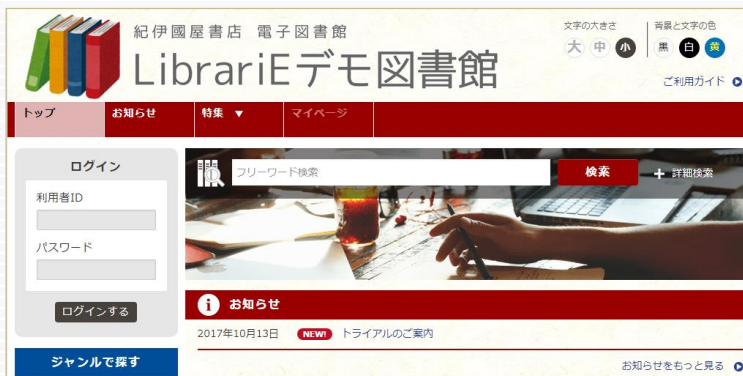 紀伊國屋書店 電子図書館
LibrariEデモ図書館
文字の大きさ
大 中 小
背景と文字の色
黒 白 黄
ご利用ガイド
トップ お知らせ 特集 ▼ マイページ
ログイン
利用者ID
パスワード
ログインする
ジャンルで探す
フリーワード検索
検索
+ 詳細検索
i お知らせ
2017年10月13日 NEW! トライアルのご案内
お知らせをもっと見る